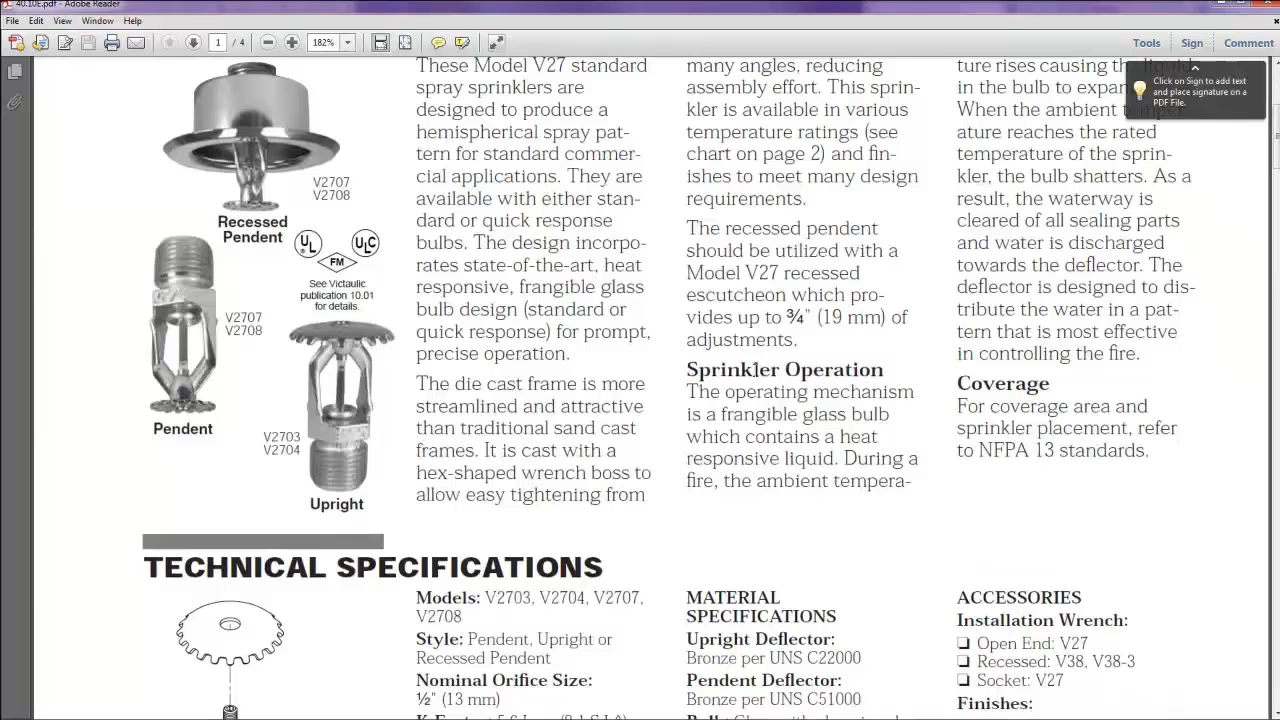 40.10E.pdf - Adobe Reader
File Edit View Window Help
1 / 4 182% Tools Sign Comment
Click on Sign to add text
and place signature on a
PDF File.
V2707
V2708
Recessed
Pendent
UL
ULC
FM
See Victaulic
publication 10.01
for details.
V2707
V2708
Pendent
V2703
V2704
Upright
These Model V27 standard
spray sprinklers are
designed to produce a
hemispherical spray pat-
tern for standard commer-
cial applications. They are
available with either stan-
dard or quick response
bulbs. The design incorpo-
rates state-of-the-art, heat
responsive, frangible glass
bulb design (standard or
quick response) for prompt,
precise operation.
The die cast frame is more
streamlined and attractive
than traditional sand cast
frames. It is cast with a
hex-shaped wrench boss to
allow easy tightening from
many angles, reducing
assembly effort. This sprin-
kler is available in various
temperature ratings (see
chart on page 2) and fin-
ishes to meet many design
requirements.
The recessed pendent
should be utilized with a
Model V27 recessed
escutcheon which pro-
vides up to ¾" (19 mm) of
adjustments.
Sprinkler Operation
The operating mechanism
is a frangible glass bulb
which contains a heat
responsive liquid. During a
fire, the ambient tempera-
ture rises causing the liquid
in the bulb to expan
When the ambient temper-
ature reaches the rated
temperature of the sprin-
kler, the bulb shatters. As a
result, the waterway is
cleared of all sealing parts
and water is discharged
towards the deflector. The
deflector is designed to dis-
tribute the water in a pat-
tern that is most effective
in controlling the fire.
Coverage
For coverage area and
sprinkler placement, refer
to NFPA 13 standards.
TECHNICAL SPECIFICATIONS
Models: V2703, V2704, V2707,
V2708
Style: Pendent, Upright or
Recessed Pendent
Nominal Orifice Size:
½" (13 mm)
MATERIAL
SPECIFICATIONS
Upright Deflector:
Bronze per UNS C22000
Pendent Deflector:
Bronze per UNS C51000
ACCESSORIES
Installation Wrench:
❏ Open End: V27
❏ Recessed: V38, V38-3
❏ Socket: V27
Finishes: